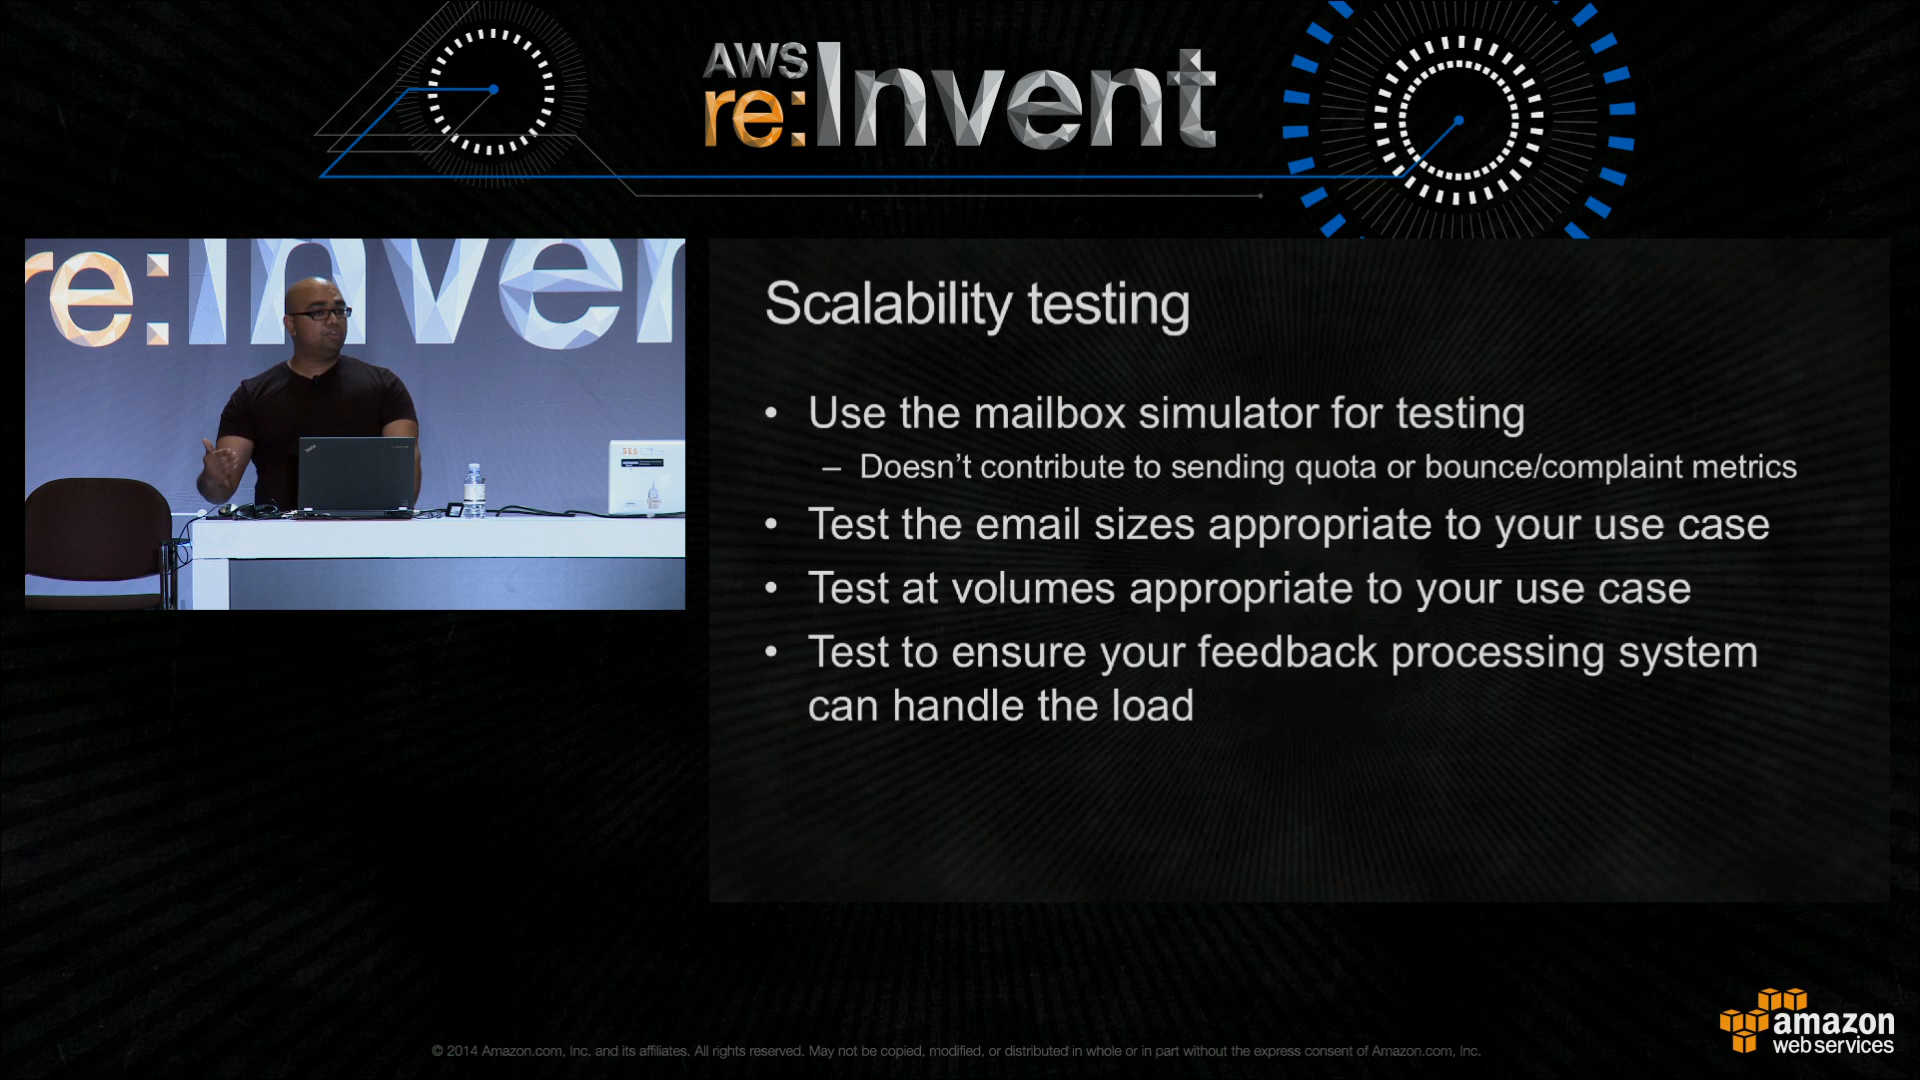 AWS
re:Invent
re:Inven
SES
Scalability testing
• Use the mailbox simulator for testing
– Doesn't contribute to sending quota or bounce/complaint metrics
• Test the email sizes appropriate to your use case
• Test at volumes appropriate to your use case
• Test to ensure your feedback processing system
can handle the load
amazon
web services
© 2014 Amazon.com, Inc. and its affiliates. All rights reserved. May not be copied, modified, or distributed in whole or in part without the express consent of Amazon.com, Inc.